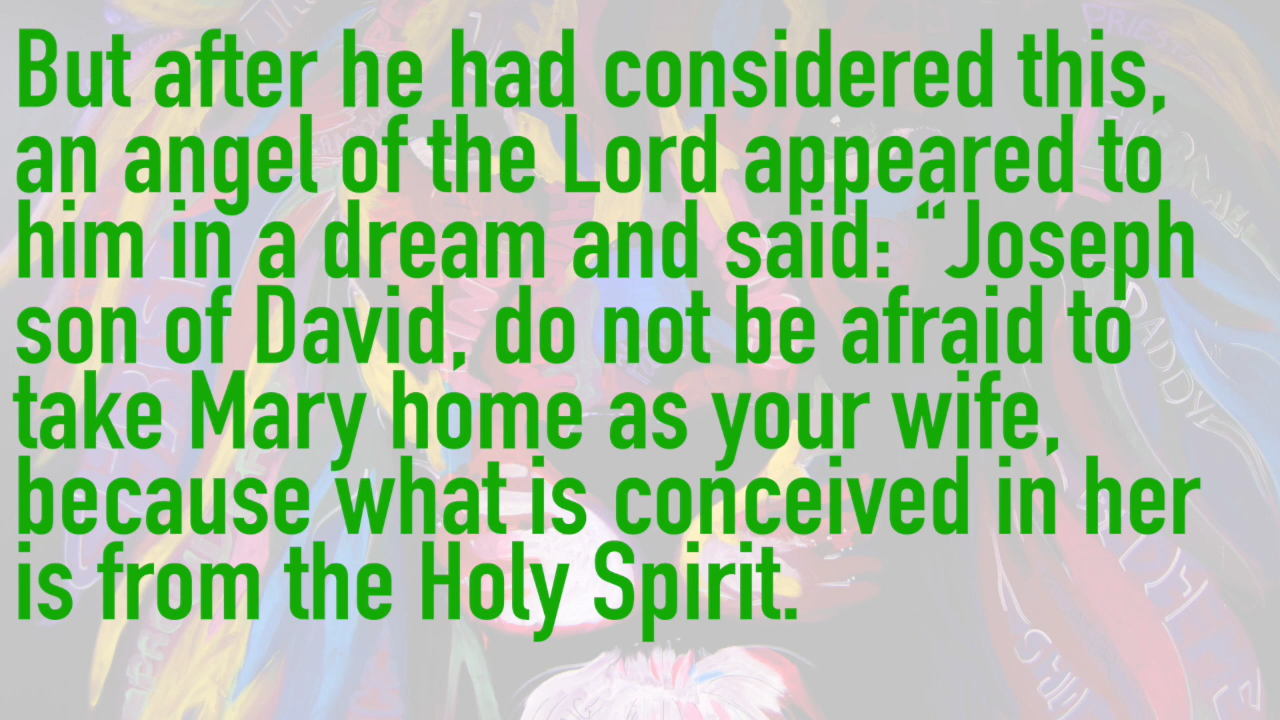 But after he had considered this,
an angel of the Lord appeared to
him in a dream and said: “Joseph
son of David, do not be afraid to
take Mary home as your wife,
because what is conceived in her
is from the Holy Spirit.
DADDY